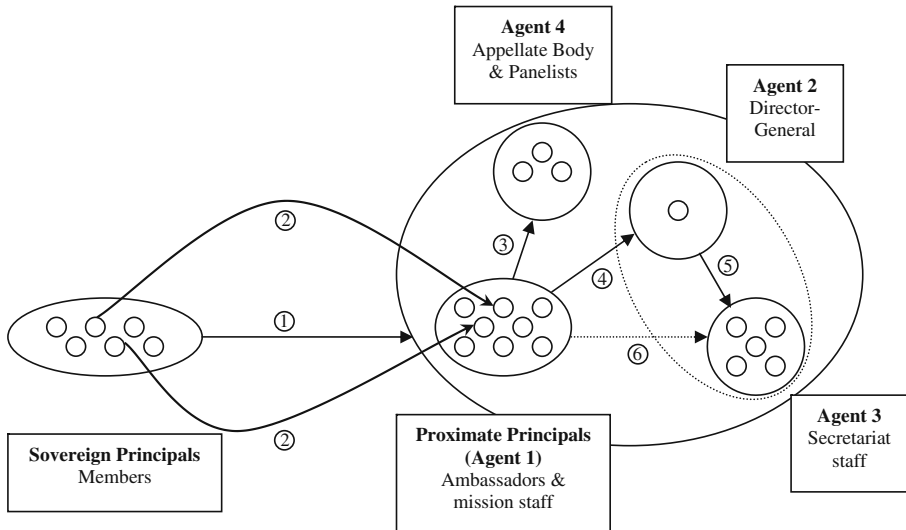 Agent 4
Appellate Body
& Panelists
Agent 2
Director-
General
②
③
④
⑤
①
⑥
②
Sovereign Principals
Members
Proximate Principals
(Agent 1)
Ambassadors &
mission staff
Agent 3
Secretariat
staff